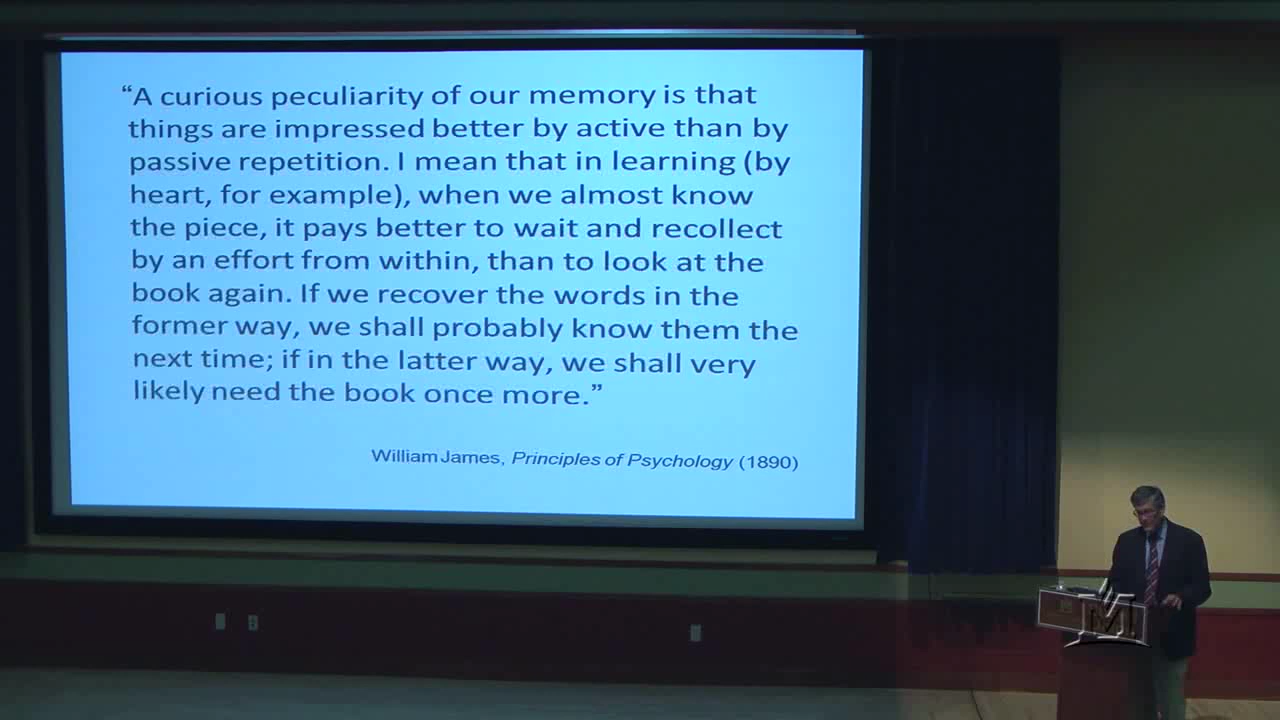 “A curious peculiarity of our memory is that
things are impressed better by active than by
passive repetition. I mean that in learning (by
heart, for example), when we almost know
the piece, it pays better to wait and recollect
by an effort from within, than to look at the
book again. If we recover the words in the
former way, we shall probably know them the
next time; if in the latter way, we shall very
likely need the book once more.”
William James, Principles of Psychology (1890)
M